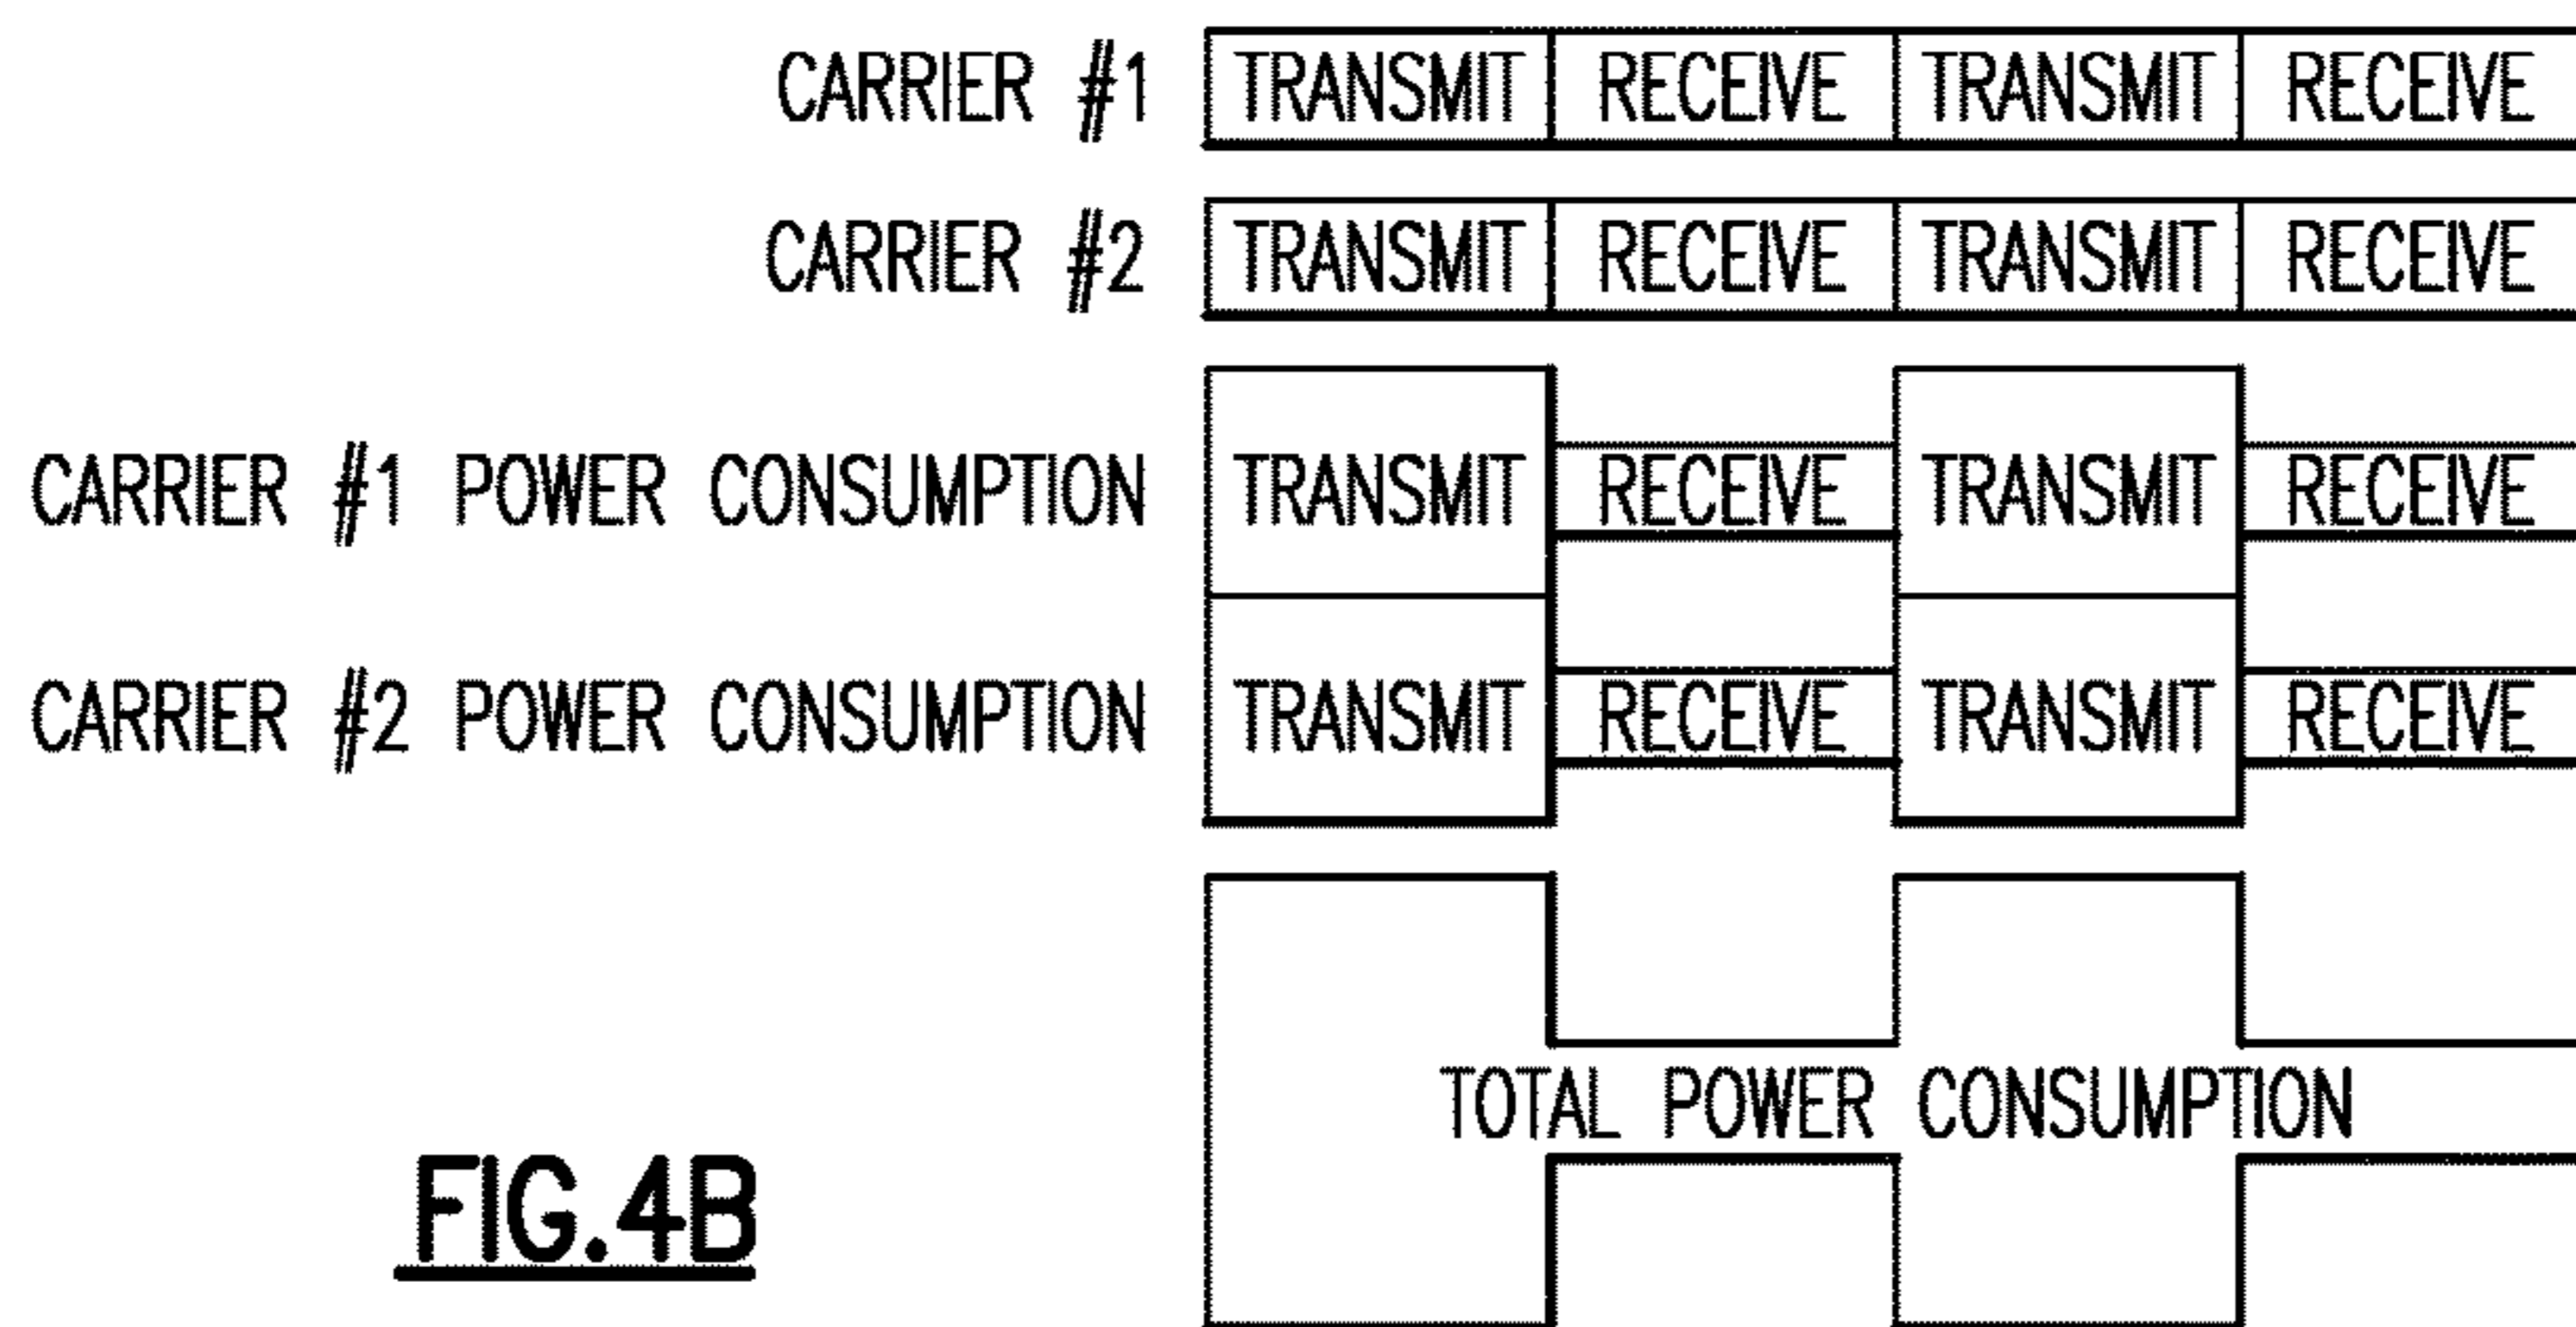 CARRIER #1 TRANSMIT RECEIVE TRANSMIT RECEIVE
CARRIER #2 TRANSMIT RECEIVE TRANSMIT RECEIVE
CARRIER #1 POWER CONSUMPTION TRANSMIT RECEIVE TRANSMIT RECEIVE
CARRIER #2 POWER CONSUMPTION TRANSMIT RECEIVE TRANSMIT RECEIVE
TOTAL POWER CONSUMPTION
FIG.4B